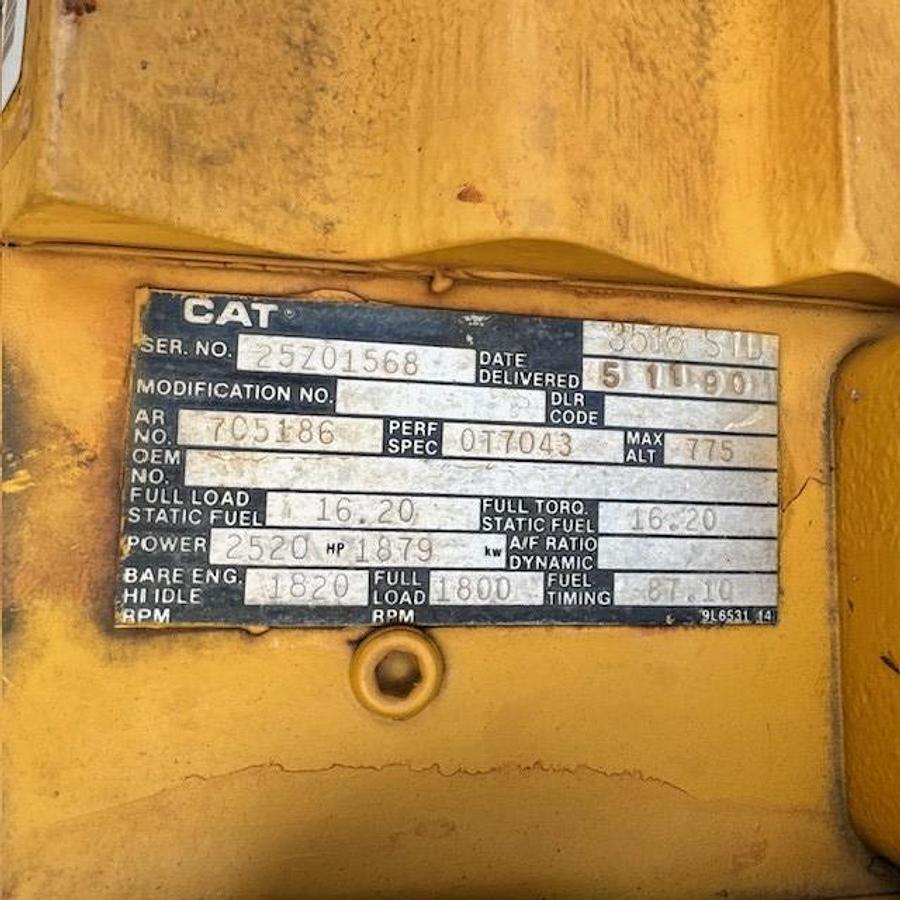 CAT® 3516 STD
SER. NO. 25Z01568 DATE DELIVERED 5 11 90
MODIFICATION NO. DLR CODE
AR NO. 7C5186 PERF SPEC 0T7043 MAX ALT 775
OEM NO.
FULL LOAD STATIC FUEL 16.20 FULL TORQ. STATIC FUEL 16.20
POWER 2520 HP 1879 kw A/F RATIO DYNAMIC
BARE ENG. HI IDLE RPM 1820 FULL LOAD RPM 1800 FUEL TIMING 87.10
9L6531 14